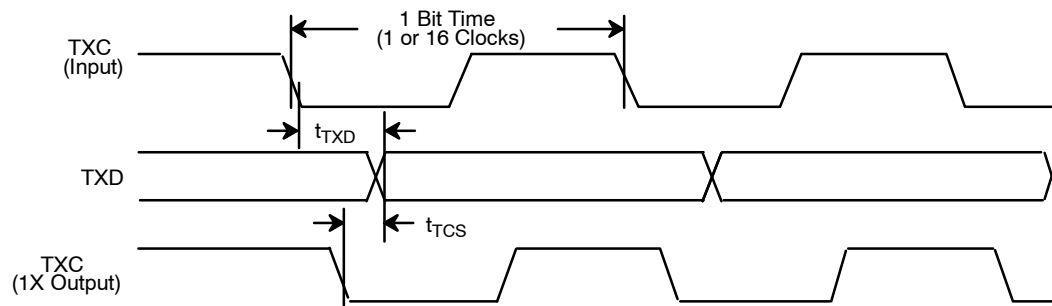 1 Bit Time
(1 or 16 Clocks)
TXC
(Input)
tTXD
TXD
tTCS
TXC
(1X Output)